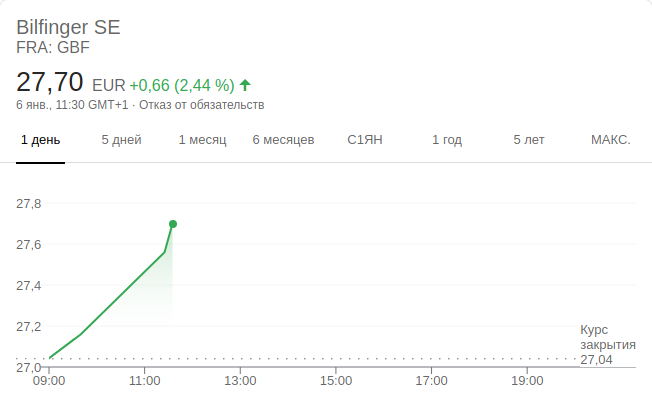 Bilfinger SE
FRA: GBF
27,70 EUR +0,66 (2,44 %)
6 янв., 11:30 GMT+1 · Отказ от обязательств
1 день 5 дней 1 месяц 6 месяцев С1ЯН 1 год 5 лет МАКС.
27,8
27,6
27,4
27,2
27,0
Курс
закрытия
27,04
09:00 11:00 13:00 15:00 17:00 19:00